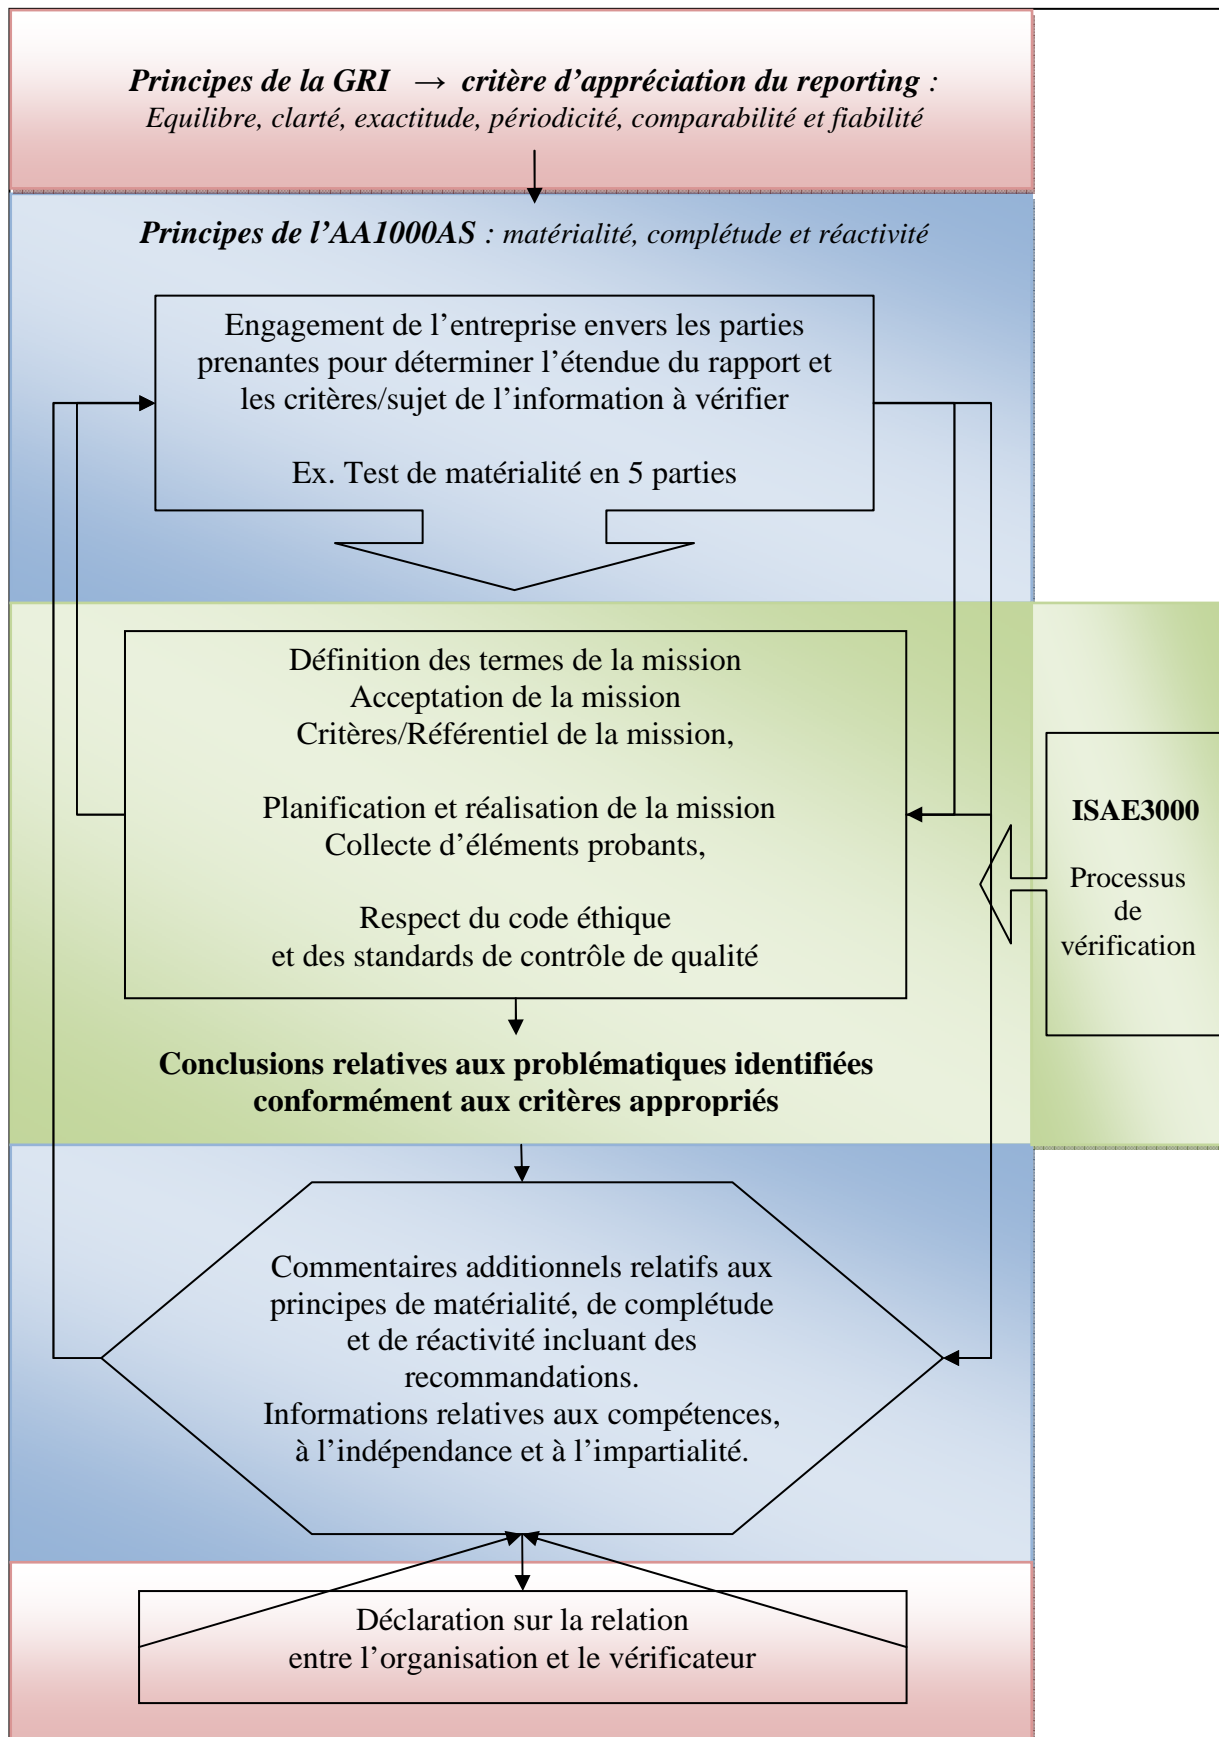 Principes de la GRI → critère d’appréciation du reporting :
Equilibre, clarté, exactitude, périodicité, comparabilité et fiabilité
Principes de l’AA1000AS : matérialité, complétude et réactivité
Engagement de l’entreprise envers les parties
prenantes pour déterminer l’étendue du rapport et
les critères/sujet de l’information à vérifier
Ex. Test de matérialité en 5 parties
Définition des termes de la mission
Acceptation de la mission
Critères/Référentiel de la mission,
Planification et réalisation de la mission
Collecte d’éléments probants,
Respect du code éthique
et des standards de contrôle de qualité
ISAE3000
Processus
de
vérification
Conclusions relatives aux problématiques identifiées
conformément aux critères appropriés
Commentaires additionnels relatifs aux
principes de matérialité, de complétude
et de réactivité incluant des
recommandations.
Informations relatives aux compétences,
à l’indépendance et à l’impartialité.
Déclaration sur la relation
entre l’organisation et le vérificateur